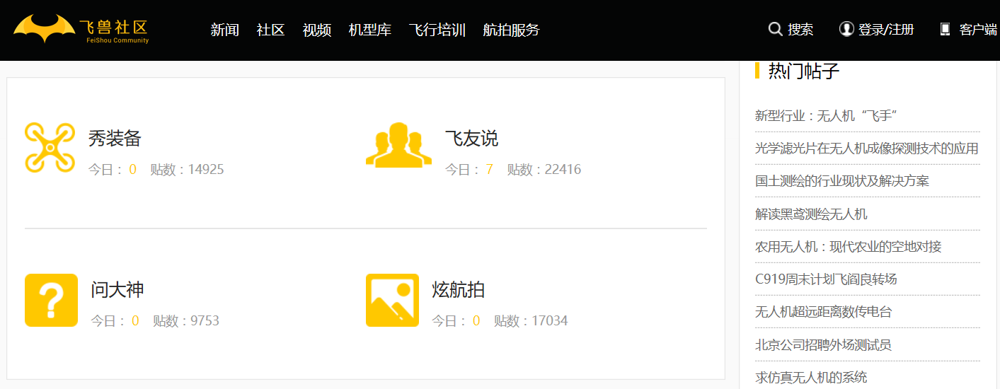 飞兽社区
FeiShou Community
新闻 社区 视频 机型库 飞行培训 航拍服务
搜索 登录/注册 客户端
秀装备
今日： 0 贴数：14925
飞友说
今日： 7 贴数：22416
问大神
今日： 0 贴数：9753
炫航拍
今日： 0 贴数：17034
热门帖子
新型行业：无人机“飞手”
光学滤光片在无人机成像探测技术的应用
国土测绘的行业现状及解决方案
解读黑鸢测绘无人机
农用无人机：现代农业的空地对接
C919周末计划飞阎良转场
无人机超远距离数传电台
北京公司招聘外场测试员
求仿真无人机的系统